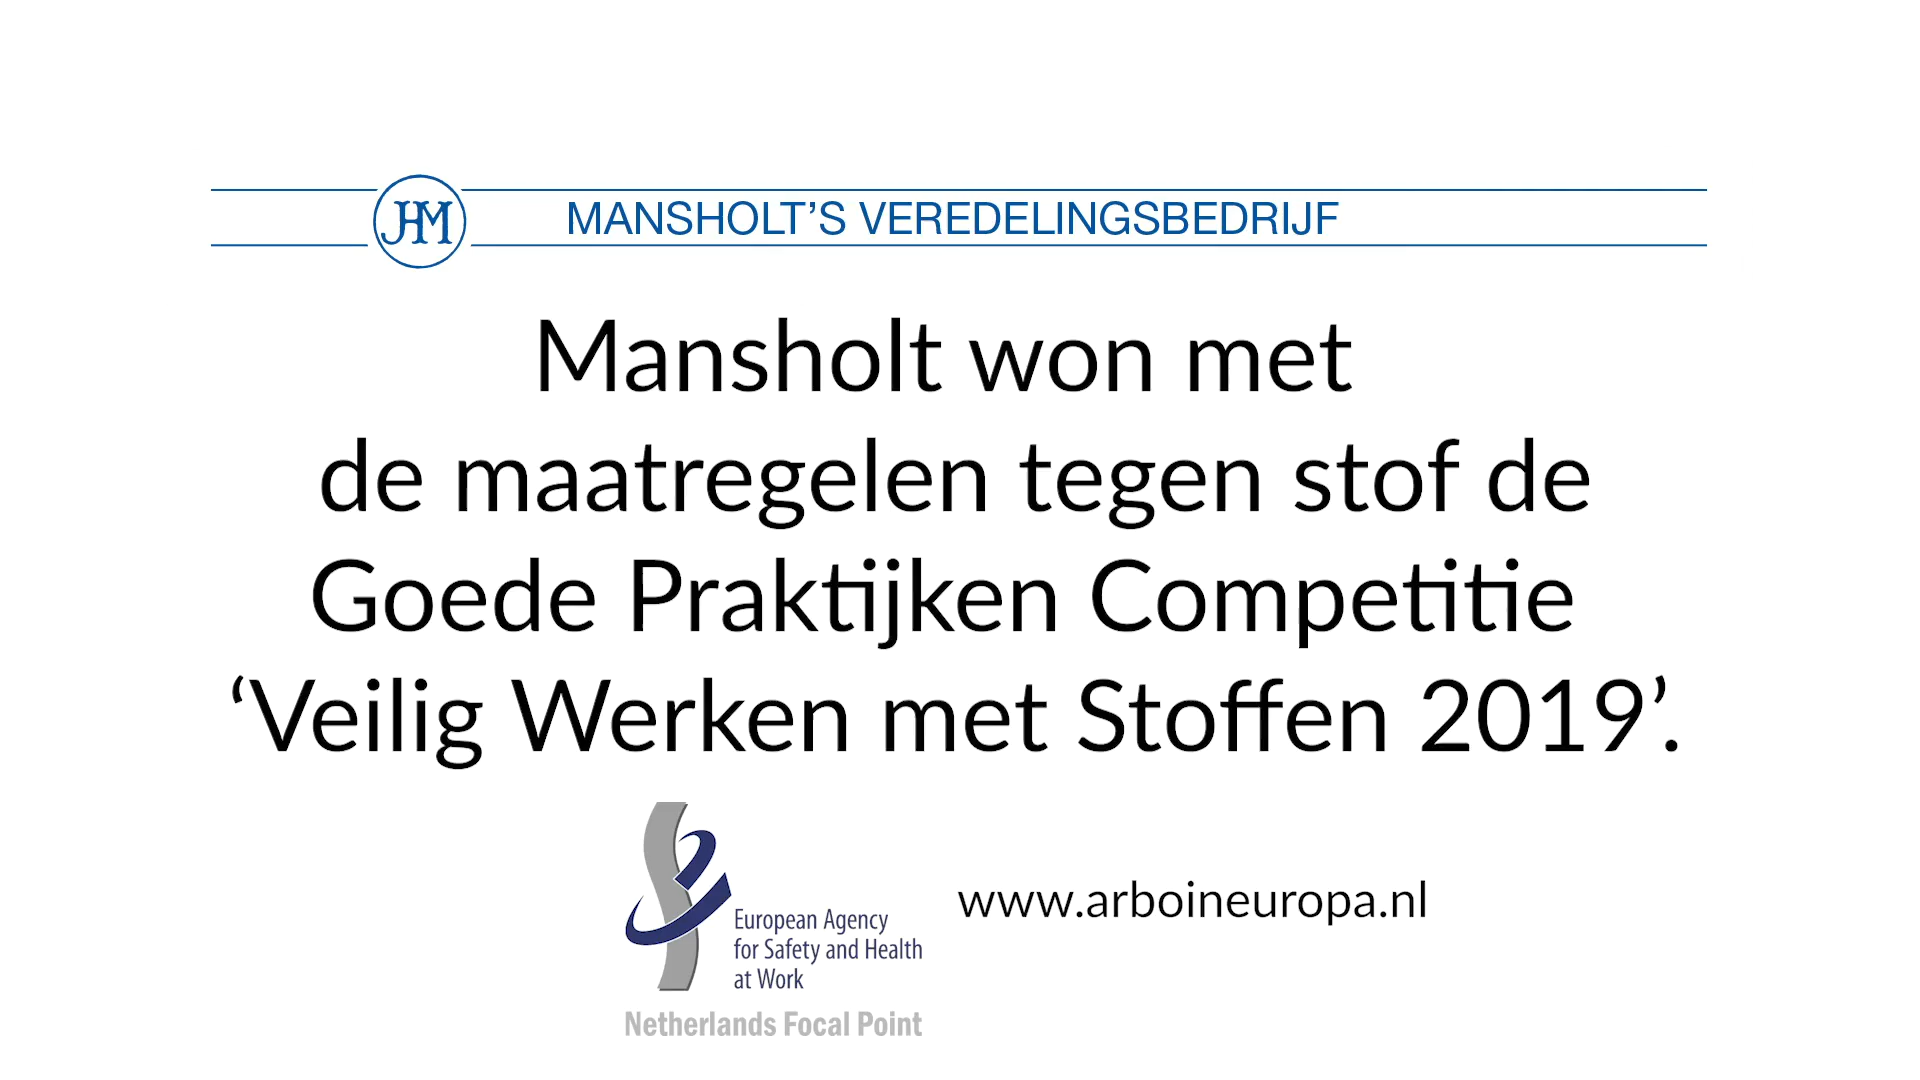 JHM
MANSHOLT'S VEREDELINGSBEDRIJF
Mansholt won met
de maatregelen tegen stof de
Goede Praktijken Competitie
‘Veilig Werken met Stoffen 2019’.
European Agency
for Safety and Health
at Work
Netherlands Focal Point
www.arboineuropa.nl